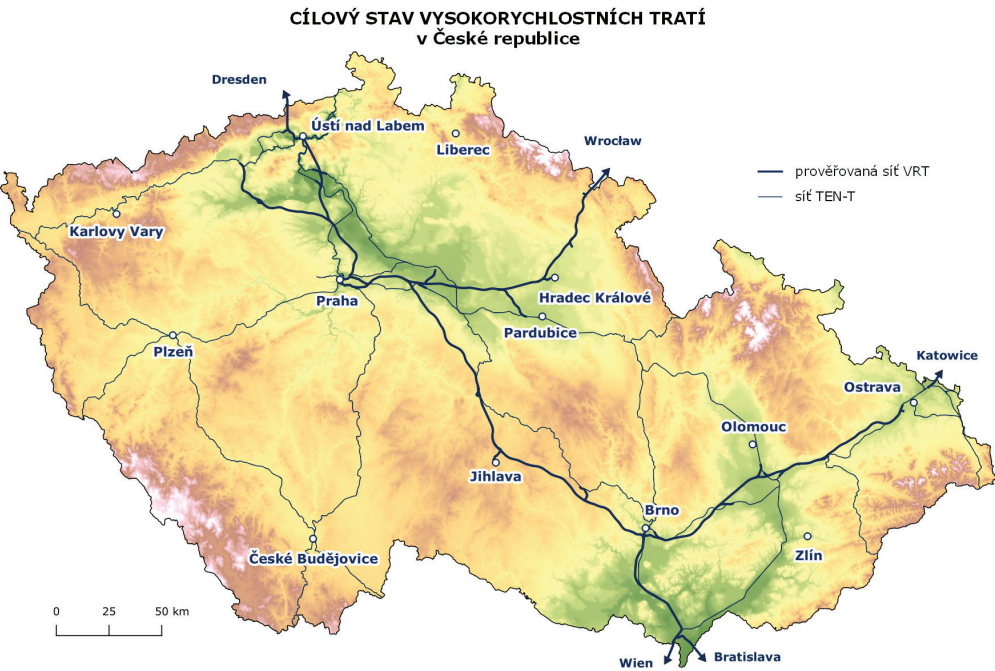 CÍLOVÝ STAV VYSOKORYCHLOSTNÍCH TRATÍ
v České republice
Dresden
Ústí nad Labem
Liberec
Wrocław
prověřovaná síť VRT
síť TEN-T
Karlovy Vary
Praha
Hradec Králové
Pardubice
Plzeň
Katowice
Ostrava
Olomouc
Jihlava
Brno
České Budějovice
Zlín
0 25 50 km
Wien
Bratislava